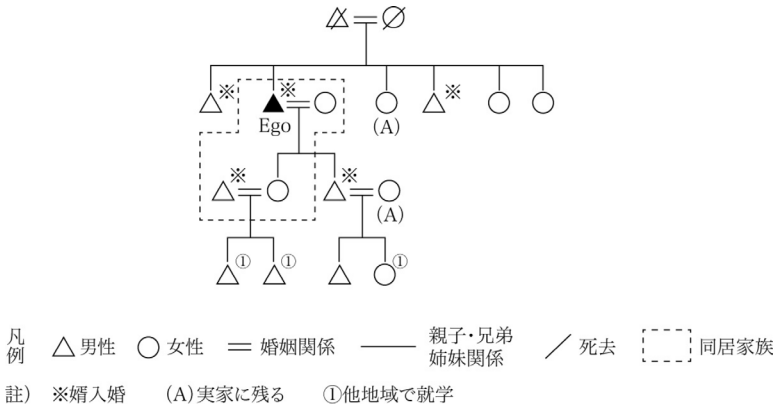 ※ ※ ※
Ego (A)
※ ※
(A)
① ① ①
凡例 男性 女性 婚姻関係 親子・兄弟姉妹関係 死去 同居家族
註) ※婿入婚 (A)実家に残る ①他地域で就学